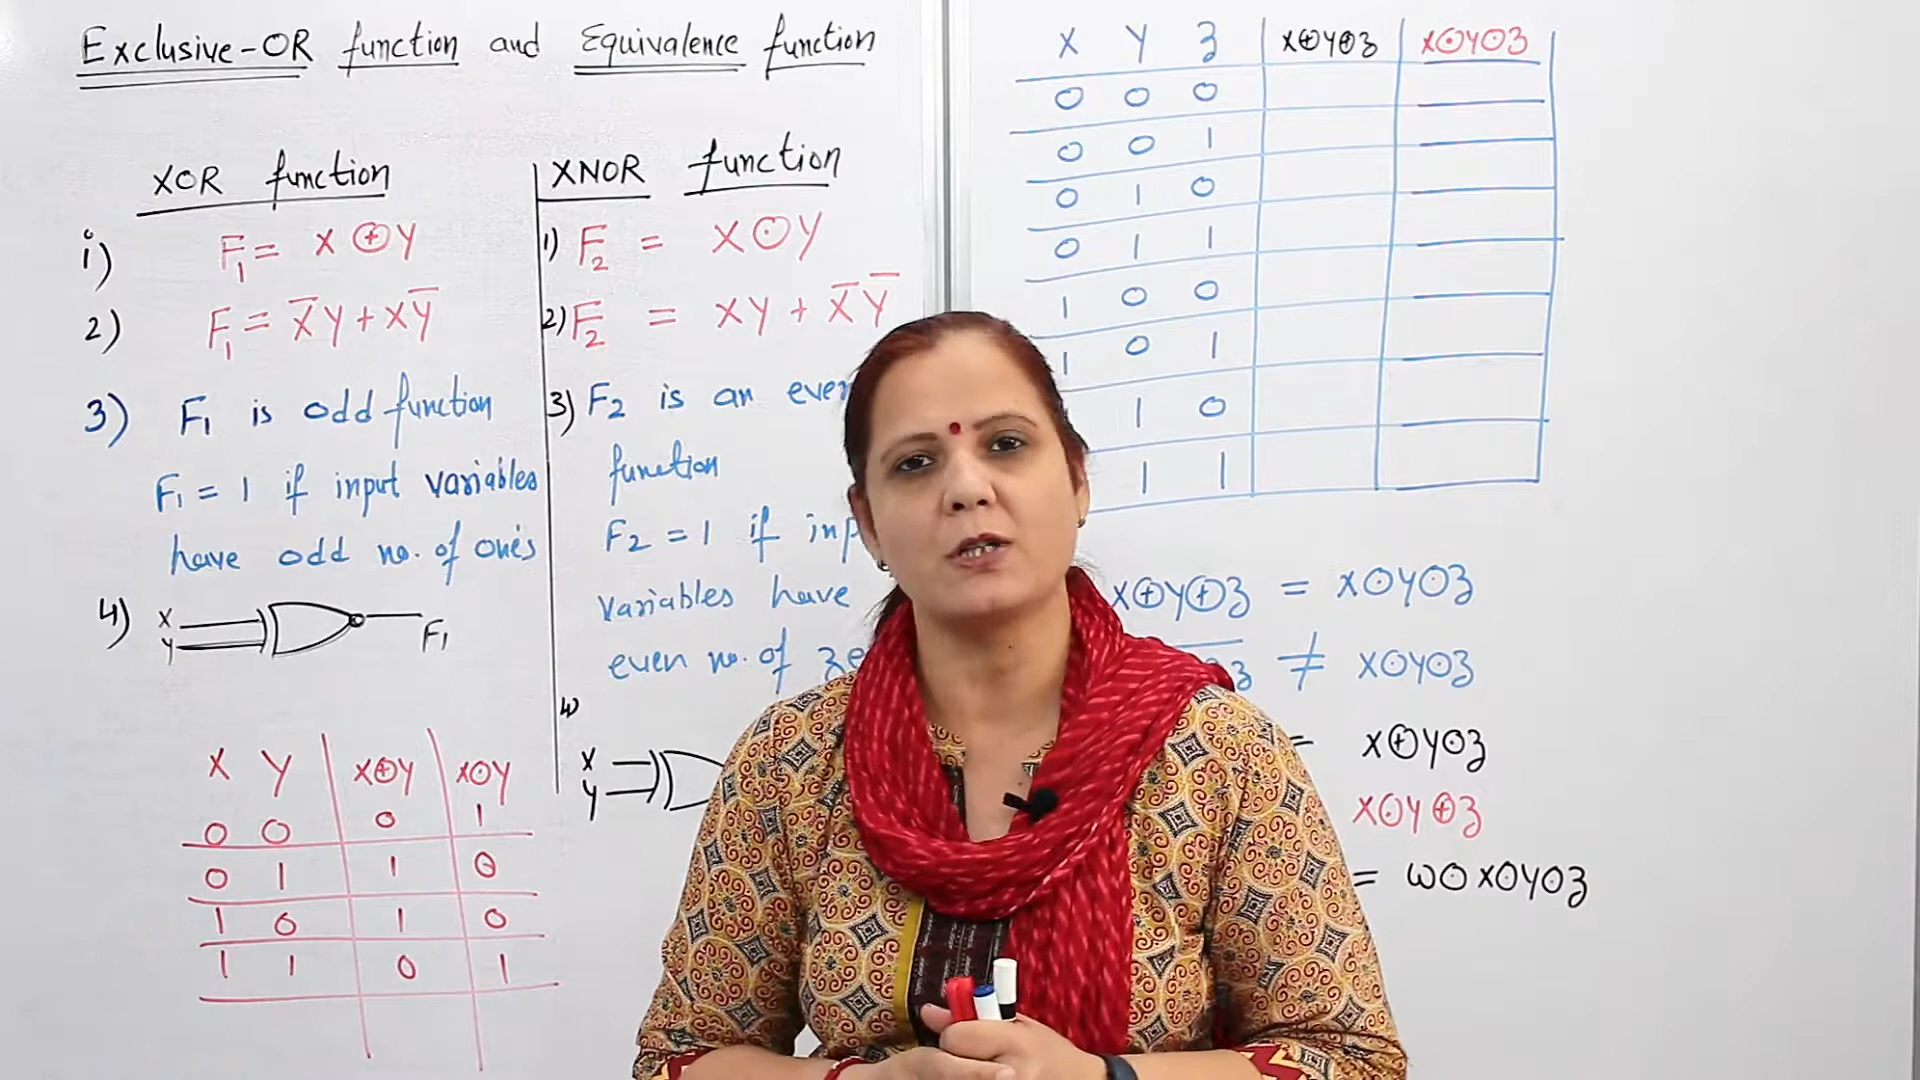 Exclusive-OR function and Equivalence function
XOR function
i) F₁ = X ⊕ Y
2) F₁ = X̅Y + XY̅
3) F₁ is odd function
F₁ = 1 if input variables
have odd no. of one's
4) X
Y
F₁
X Y X⊕Y X⊙Y
0 0 0 1
0 1 1 0
1 0 1 0
1 1 0 1
XNOR function
1) F₂ = X⊙Y
2) F₂ = XY + X̅Y̅
3) F₂ is an even
function
F₂ = 1 if
variables have
even no. of
X
Y
X Y Z X⊕Y⊕Z X⊙Y⊙Z
0 0 0
0 0 1
0 1 0
0 1 1
1 0 0
1 0 1
1 0
1 1
X⊕Y⊕Z = X⊙Y⊙Z
Z ≠ X⊙Y⊙Z
= X⊕Y⊙Z
X⊙Y⊕Z
= W⊙X⊙Y⊙Z